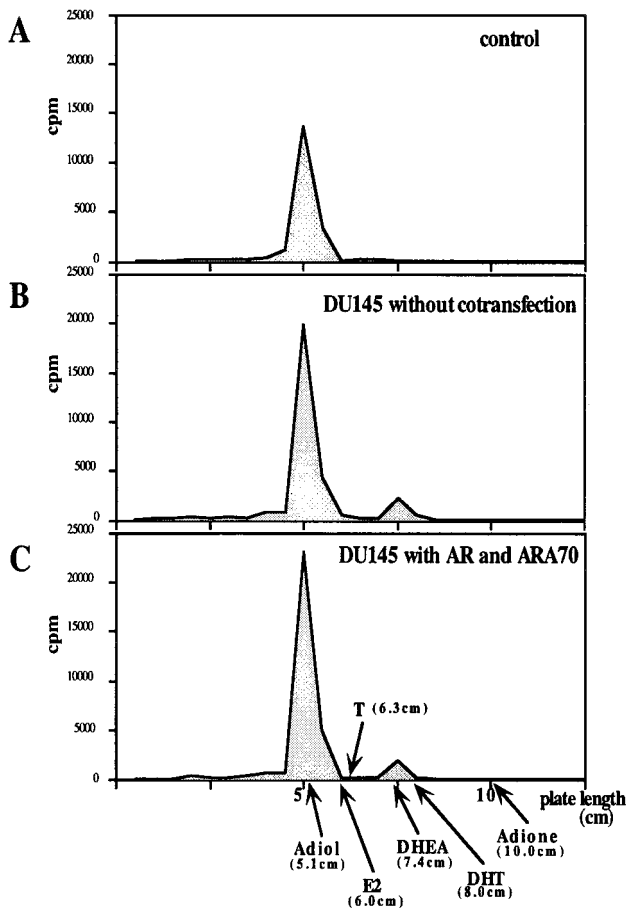 A
control
25000
20000
15000
10000
5000
0
cpm
B
DU145 without cotransfection
25000
20000
15000
10000
5000
0
cpm
C
DU145 with AR and ARA70
25000
20000
15000
10000
5000
0
cpm
T (6.3cm)
5
10
plate length
(cm)
Adiol
(5.1cm)
E2
(6.0cm)
DHEA
(7.4cm)
DHT
(8.0cm)
Adione
(10.0cm)